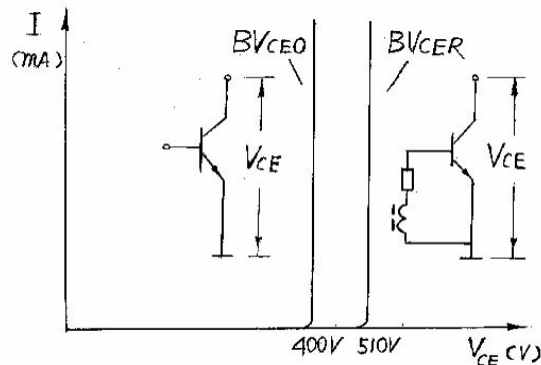 I
(mA)
BVCEO
BVCER
VCE
VCE
400V
510V
VCE (V)